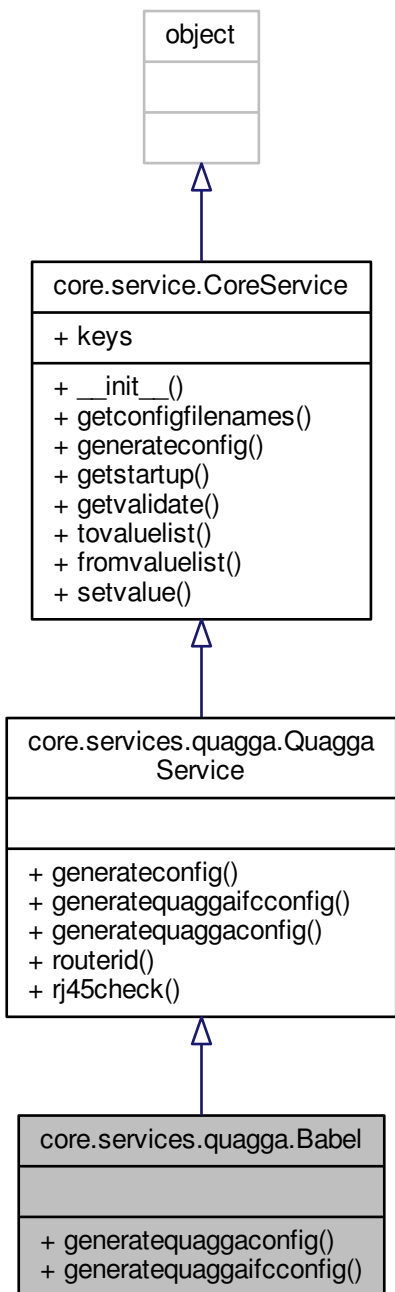 object
core.service.CoreService
+ keys
+ __init__()
+ getconfigfilenames()
+ generateconfig()
+ getstartup()
+ getvalidate()
+ tovaluelist()
+ fromvaluelist()
+ setvalue()
core.services.quagga.Quagga
Service
+ generateconfig()
+ generatequaggaifcconfig()
+ generatequaggaconfig()
+ routerid()
+ rj45check()
core.services.quagga.Babel
+ generatequaggaconfig()
+ generatequaggaifcconfig()